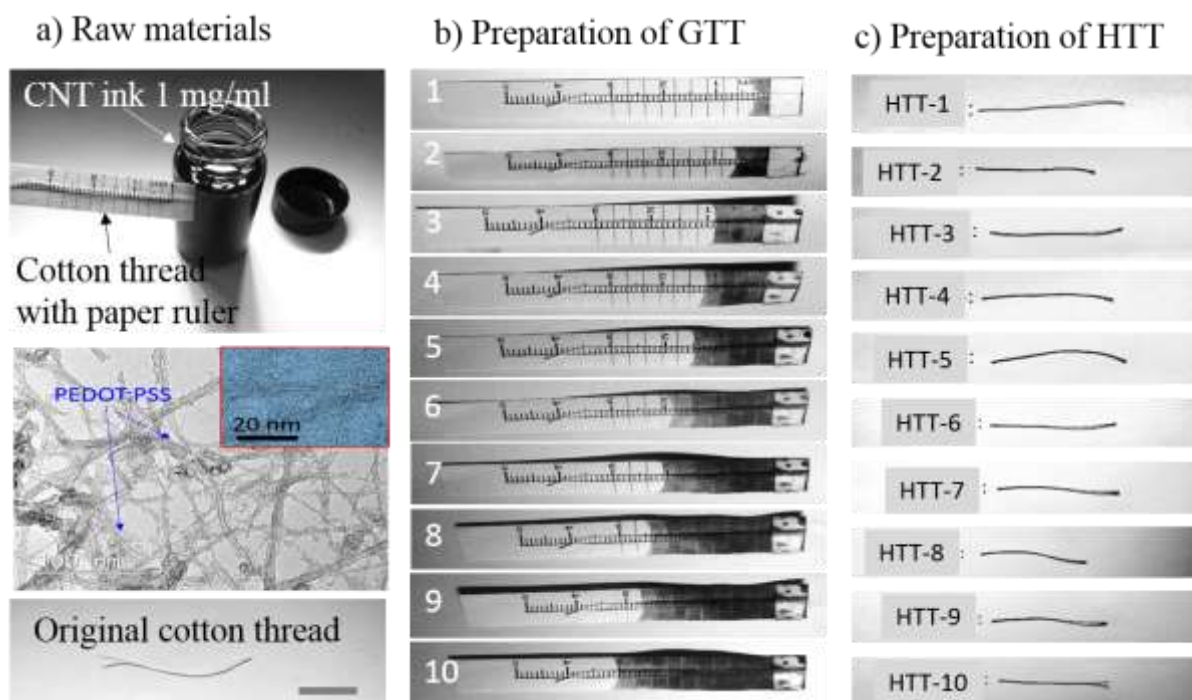 a) Raw materials
CNT ink 1 mg/ml
Cotton thread
with paper ruler
PEDOT:PSS
20 nm
Original cotton thread
b) Preparation of GTT
1
2
3
4
5
6
7
8
9
10
c) Preparation of HTT
HTT-1 :
HTT-2 :
HTT-3 :
HTT-4 :
HTT-5 :
HTT-6 :
HTT-7 :
HTT-8 :
HTT-9 :
HTT-10 :